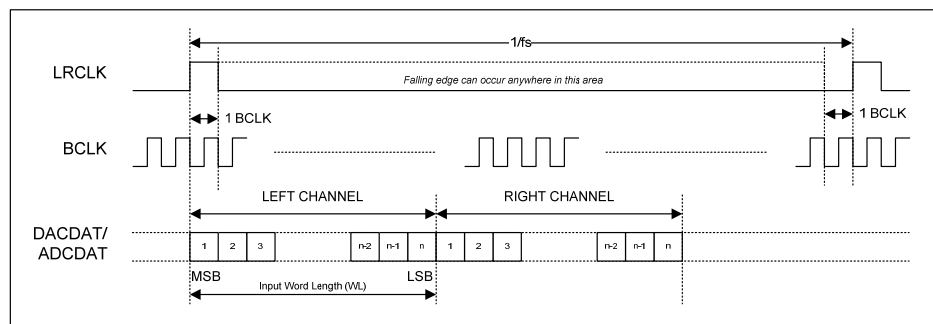 1/fs
LRCLK
Falling edge can occur anywhere in this area
1 BCLK
1 BCLK
BCLK
LEFT CHANNEL
RIGHT CHANNEL
DACDAT/
ADCDAT
1 2 3 n-2 n-1 n 1 2 3 n-2 n-1 n
MSB
LSB
Input Word Length (WL)